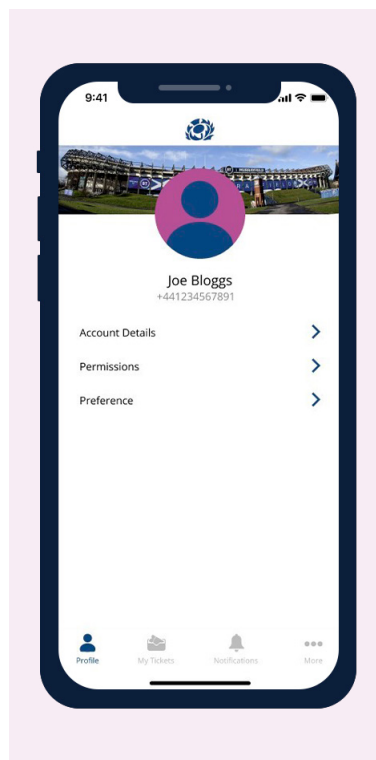 9:41
Joe Bloggs
+441234567891
Account Details
Permissions
Preference
Profile
My Tickets
Notifications
More